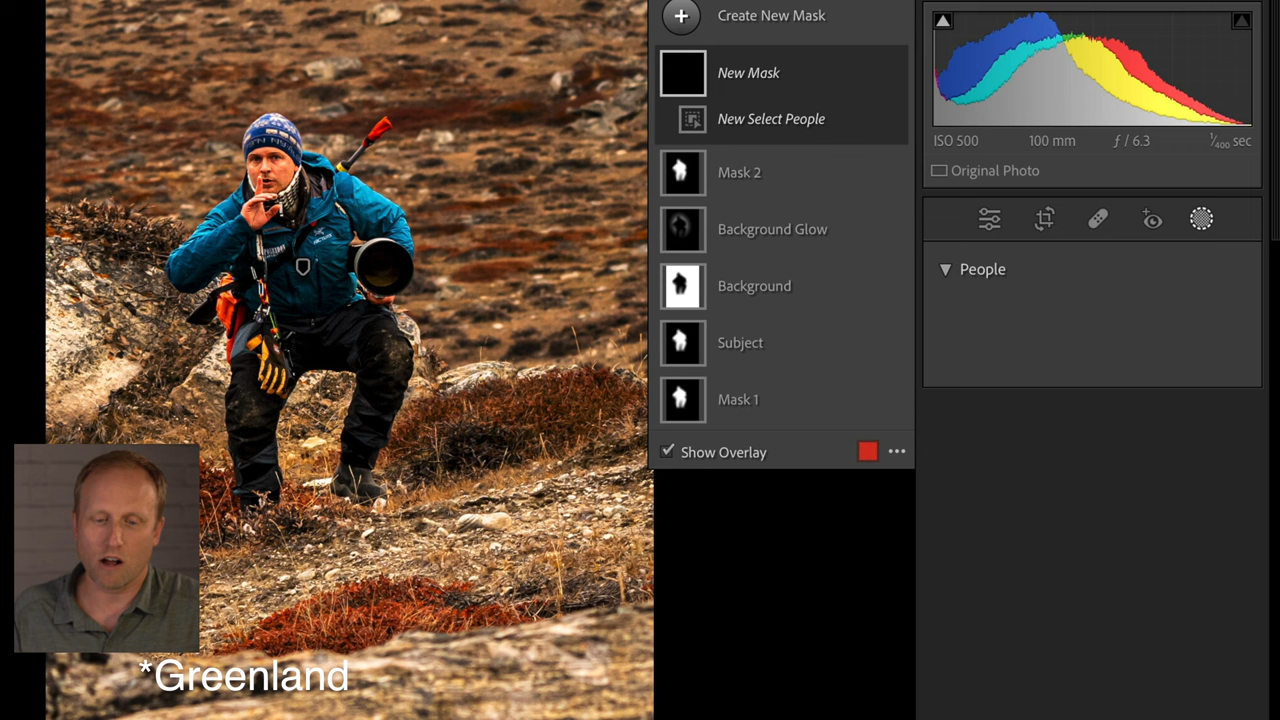 Create New Mask
New Mask
New Select People
Mask 2
Background Glow
Background
Subject
Mask 1
Show Overlay
ISO 500 100 mm ƒ / 6.3 1/400 sec
Original Photo
People
*Greenland